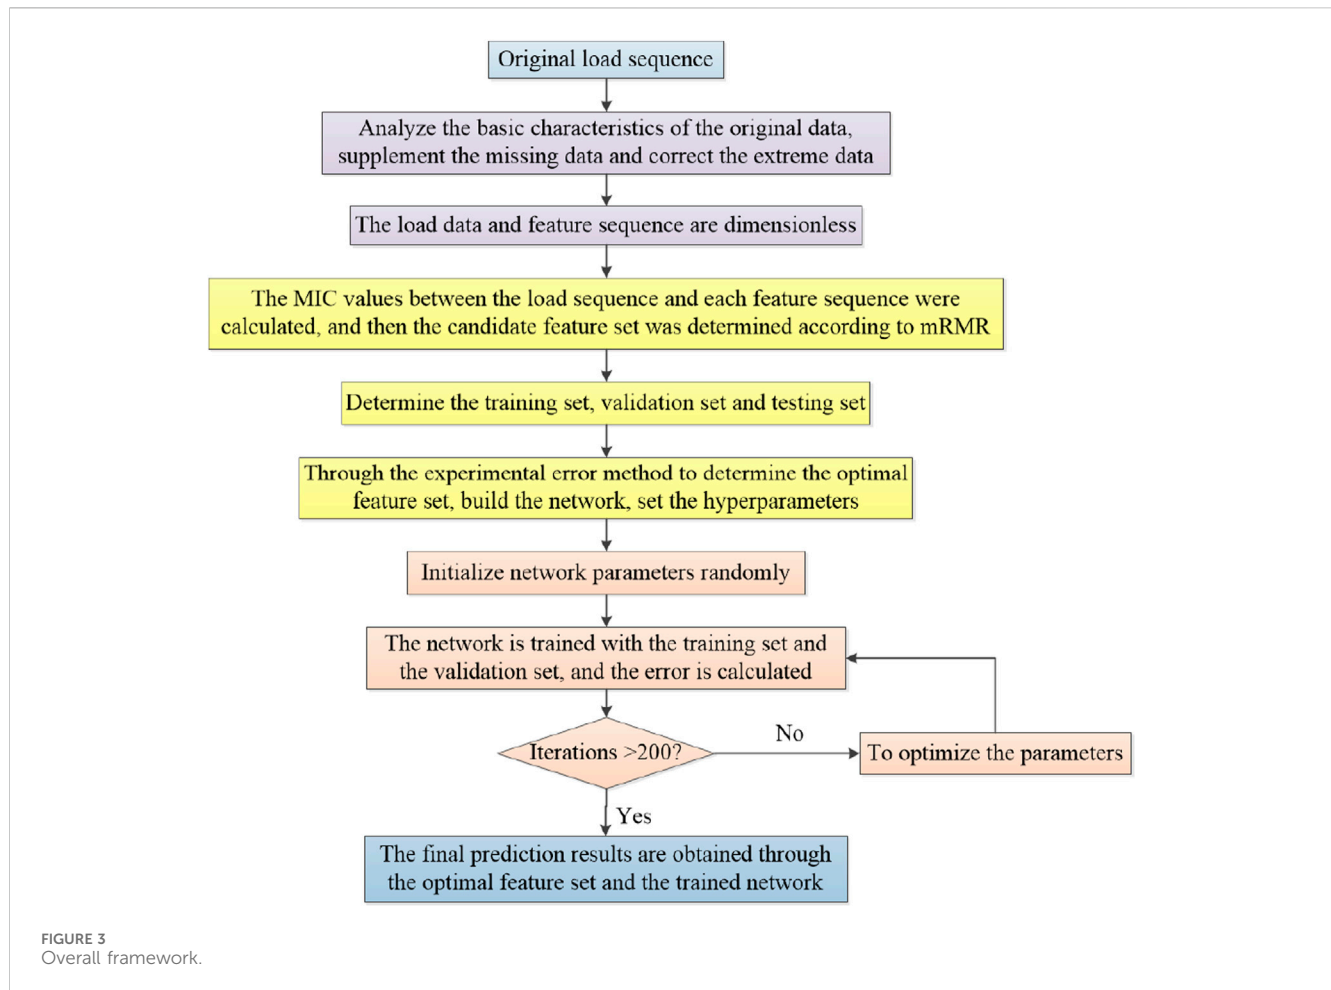 Original load sequence
Analyze the basic characteristics of the original data,
supplement the missing data and correct the extreme data
The load data and feature sequence are dimensionless
The MIC values between the load sequence and each feature sequence were
calculated, and then the candidate feature set was determined according to mRMR
Determine the training set, validation set and testing set
Through the experimental error method to determine the optimal
feature set, build the network, set the hyperparameters
Initialize network parameters randomly
The network is trained with the training set and
the validation set, and the error is calculated
Iterations >200?
No
To optimize the parameters
Yes
The final prediction results are obtained through
the optimal feature set and the trained network
FIGURE 3
Overall framework.